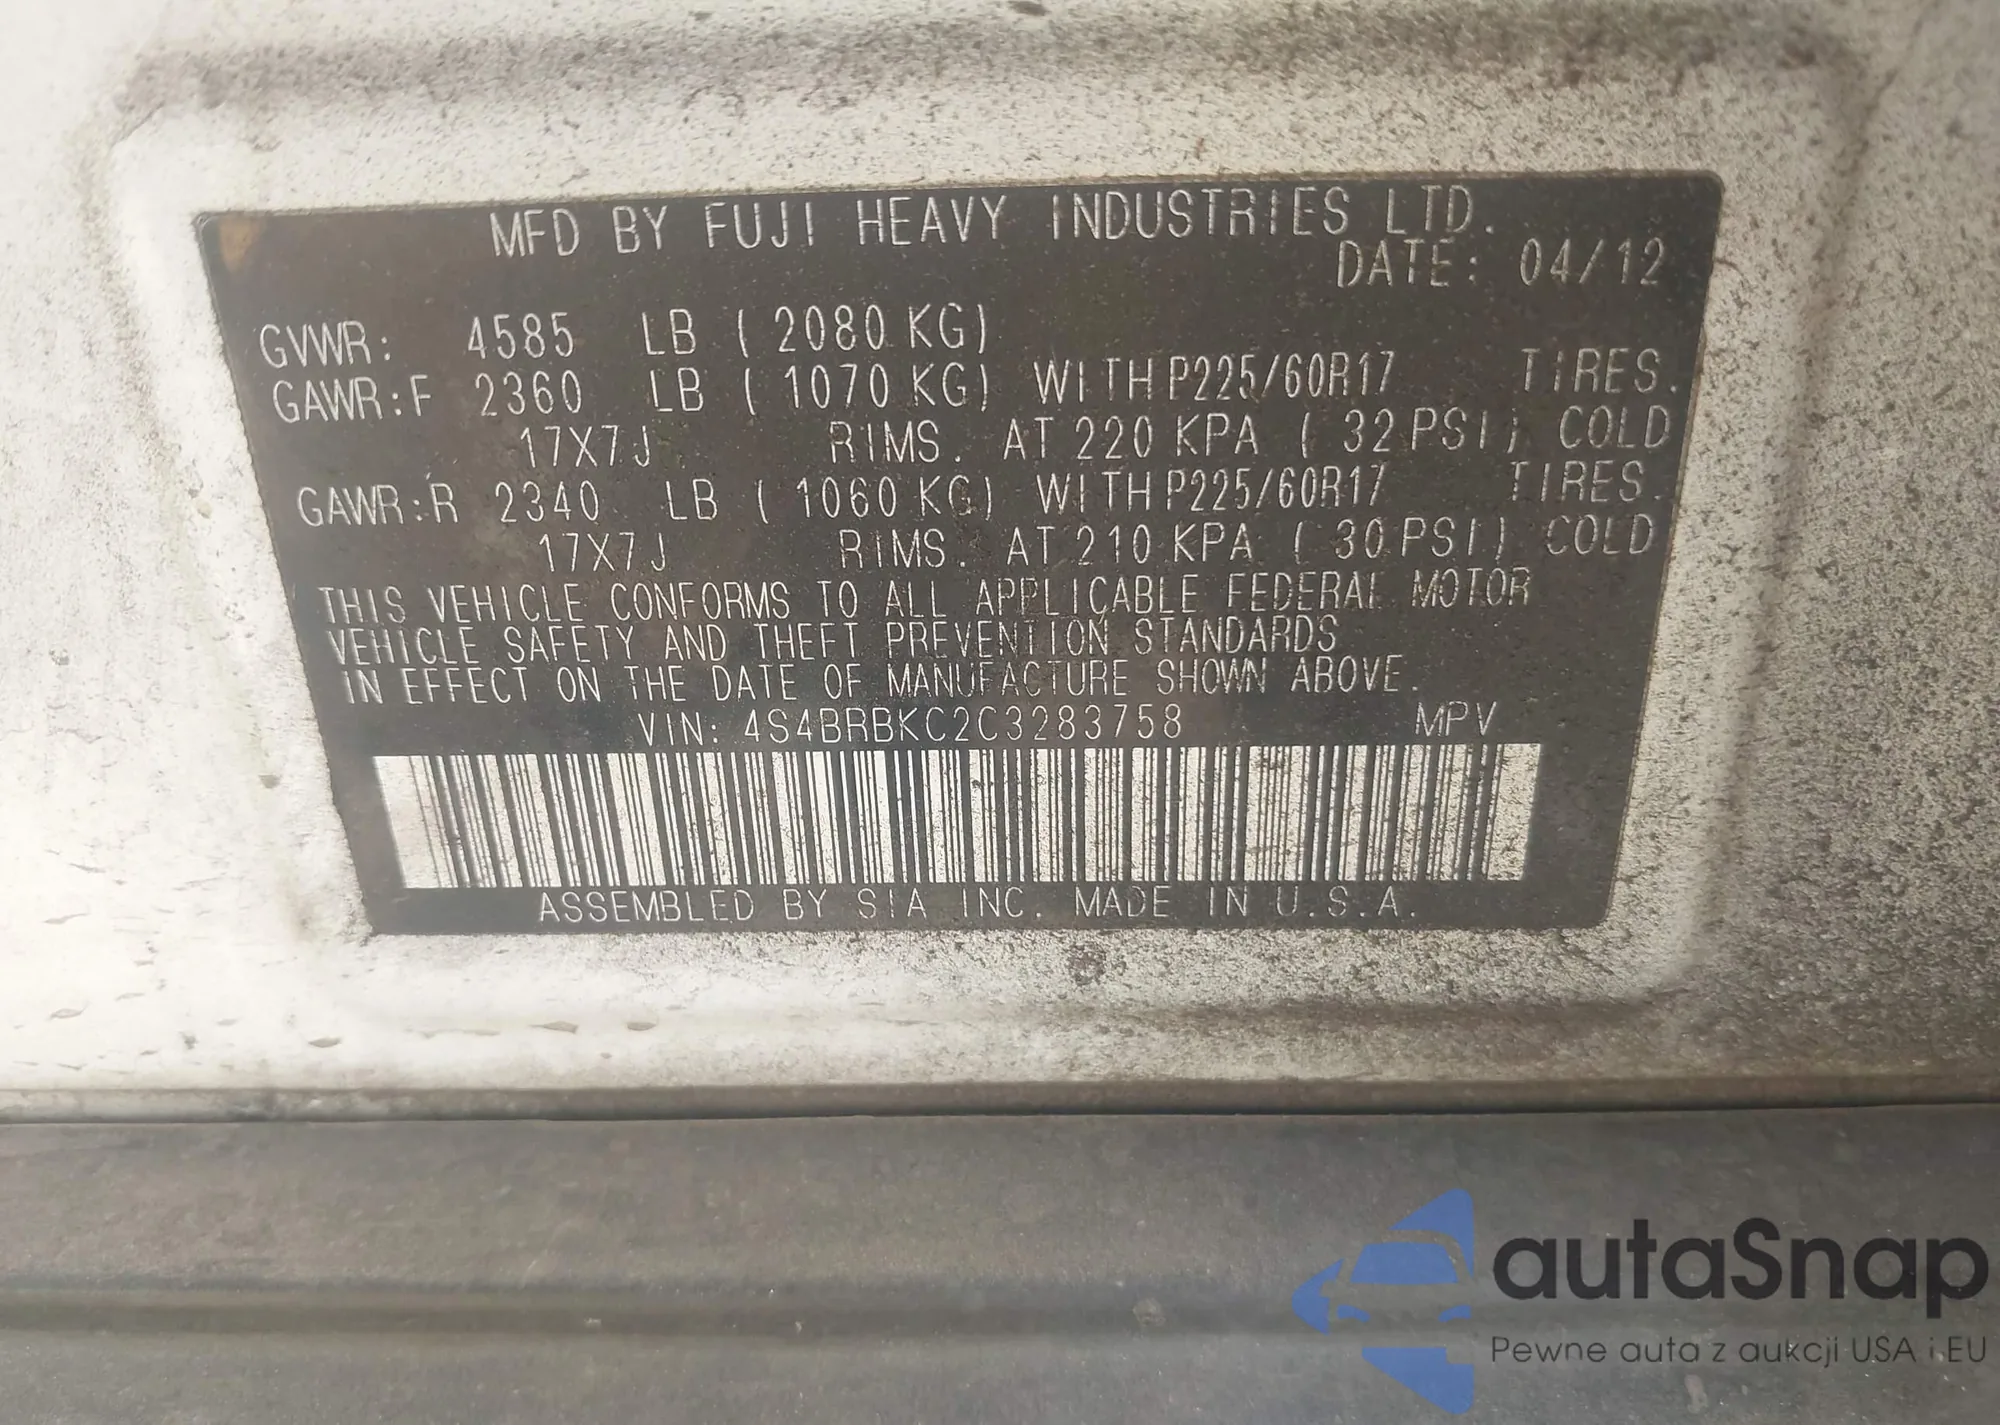 MFD BY FUJI HEAVY INDUSTRIES LTD.
DATE: 04/12
GVWR: 4585 LB ( 2080 KG)
GAWR:F 2360 LB ( 1070 KG) WITH P225/60R17 TIRES.
17X7J RIMS. AT 220 KPA ( 32 PSI) COLD
GAWR:R 2340 LB ( 1060 KG) WITH P225/60R17 TIRES.
17X7J RIMS. AT 210 KPA ( 30 PSI) COLD
THIS VEHICLE CONFORMS TO ALL APPLICABLE FEDERAL MOTOR
VEHICLE SAFETY AND THEFT PREVENTION STANDARDS
IN EFFECT ON THE DATE OF MANUFACTURE SHOWN ABOVE.
VIN: 4S4BRBKC2C3283758 MPV
ASSEMBLED BY SIA INC. MADE IN U.S.A.
autaSnap
Pewne auta z aukcji USA i EU